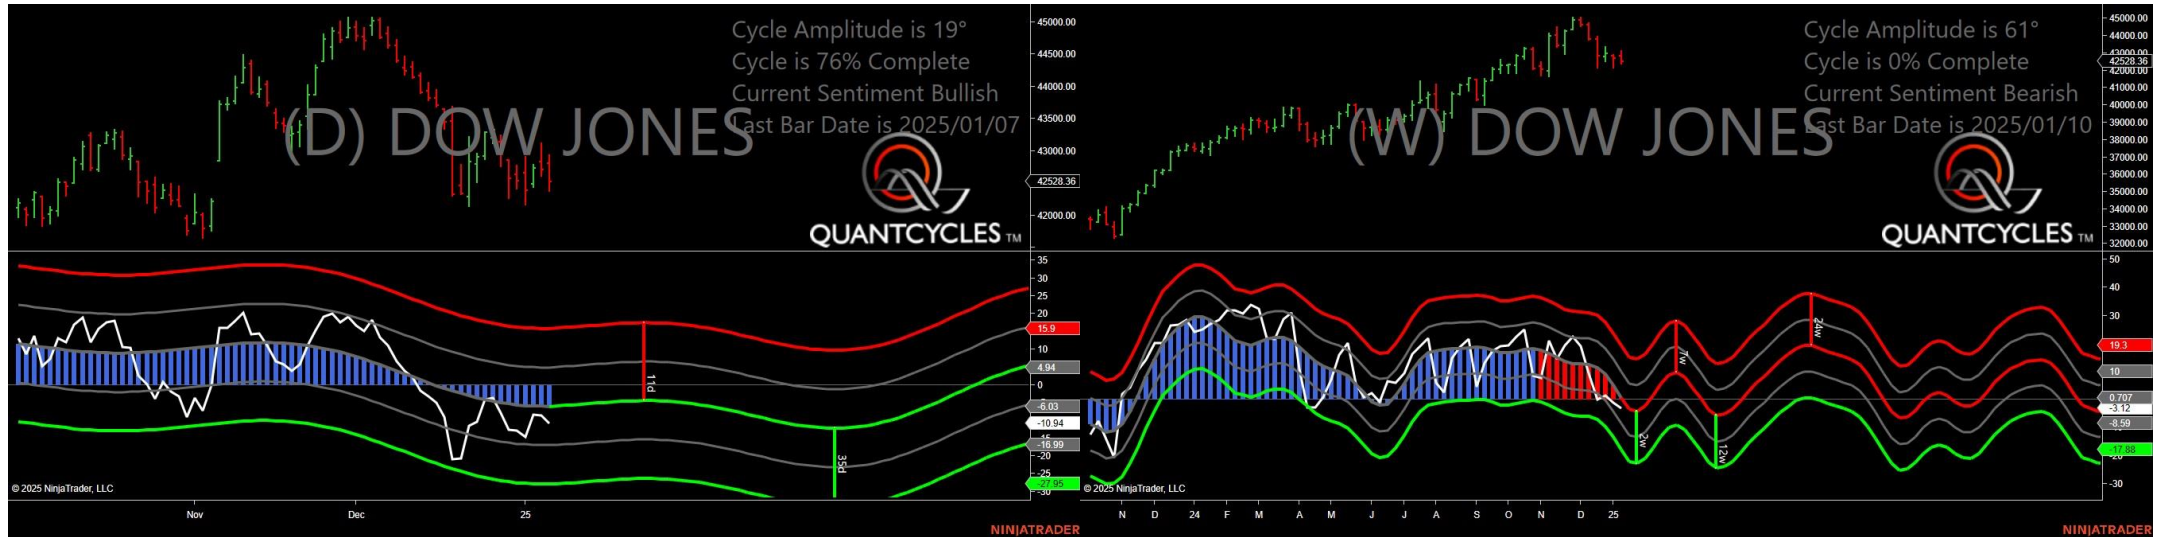 Cycle Amplitude is 19°
Cycle is 76% Complete
Current Sentiment Bullish
Last Bar Date is 2025/01/07
(D) DOW JONES
QUANTCYCLES TM
45000.00
44500.00
44000.00
43500.00
43000.00
42528.36
42000.00
35
30
25
20
15.9
10
4.94
0
-6.03
-10.94
-16.99
-20
-25
-27.95
-30
11d
35d
© 2025 NinjaTrader, LLC
Nov
Dec
25
NINJATRADER
Cycle Amplitude is 61°
Cycle is 0% Complete
Current Sentiment Bearish
Last Bar Date is 2025/01/10
(W) DOW JONES
QUANTCYCLES TM
45000.00
44000.00
43000.00
42528.36
42000.00
41000.00
40000.00
39000.00
38000.00
37000.00
36000.00
35000.00
34000.00
33000.00
32000.00
50
40
30
19.3
10
0.707
-3.12
-8.59
-17.88
-20
-30
2w
7w
12w
24w
© 2025 NinjaTrader, LLC
N D 24 F M A M J J A S O N D 25
NINJATRADER